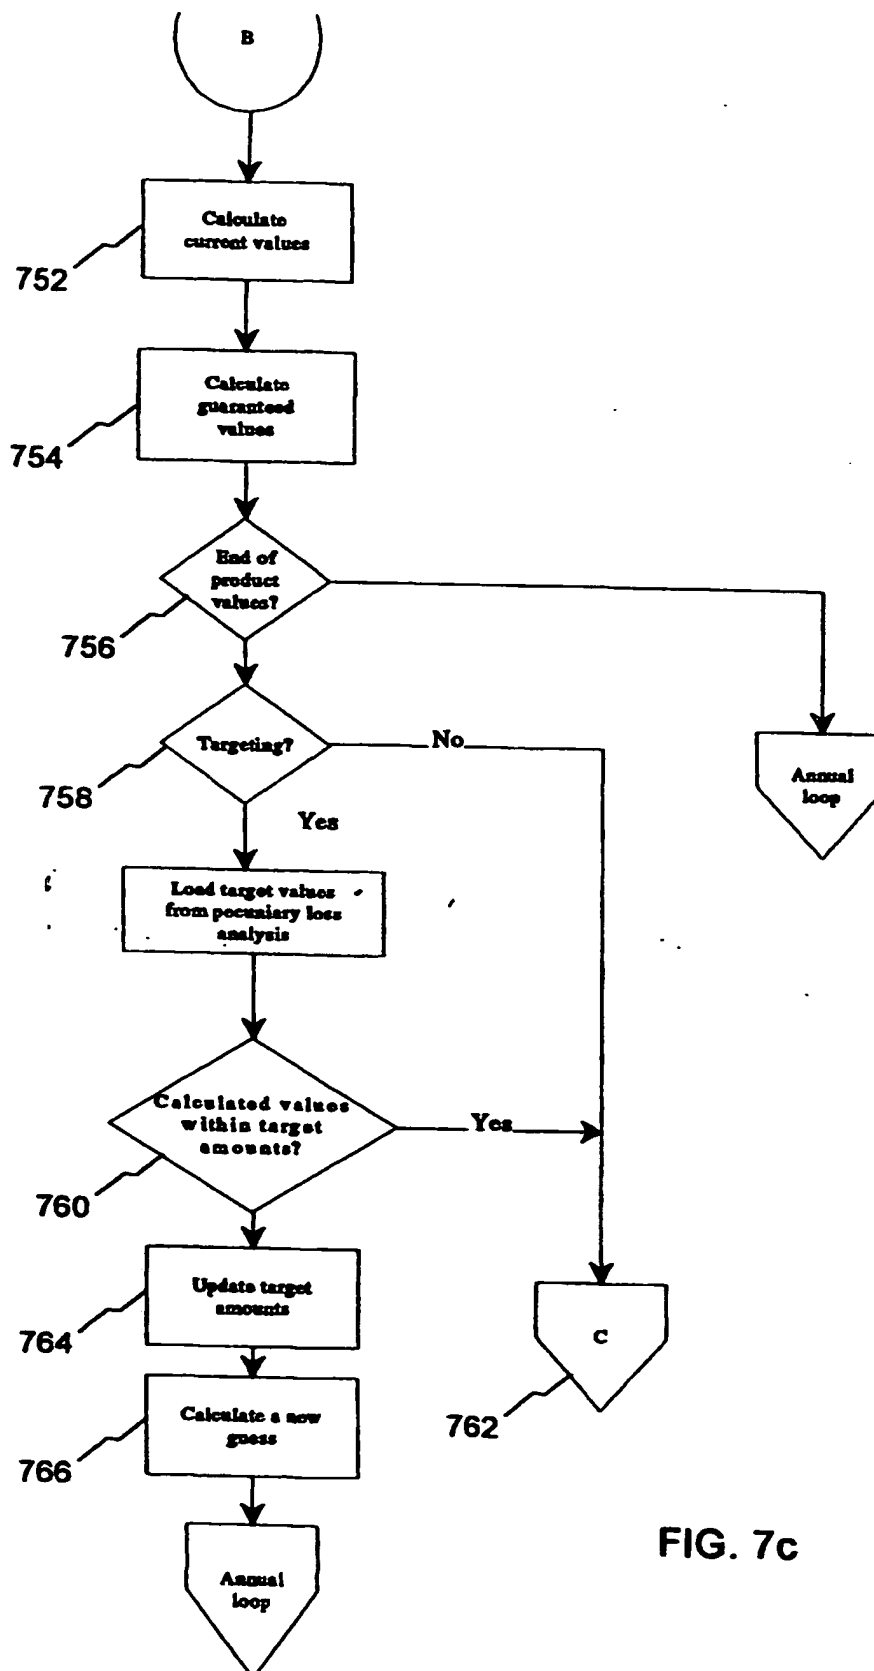 B
Calculate
current values
752
Calculate
guaranteed
values
754
End of
product
values?
756
Targeting?
No
758
Annual
loop
Yes
Load target values
from pecuniary loss
analysis
Calculated values
within target
amounts?
Yes
760
Update target
amounts
764
C
762
Calculate a new
guess
766
FIG. 7c
Annual
loop